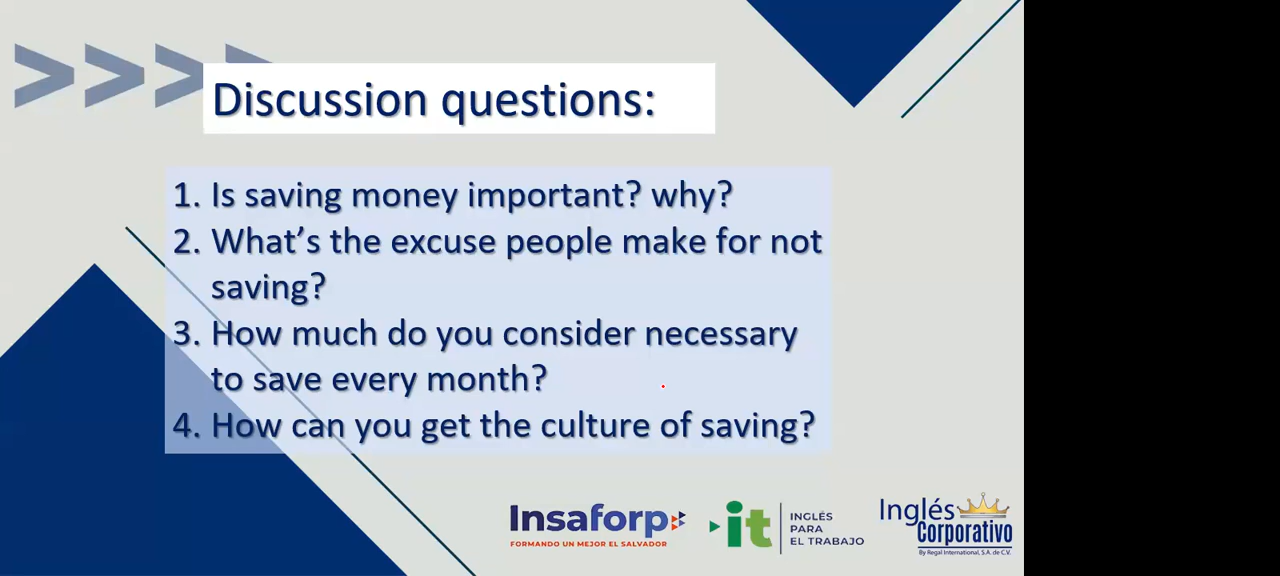 >>>>
Discussion questions:
1. Is saving money important? why?
2. What's the excuse people make for not
saving?
3. How much do you consider necessary
to save every month?
4. How can you get the culture of saving?
Insaforp
FORMANDO UN MEJOR EL SALVADOR
it
INGLÉS
PARA
EL TRABAJO
Inglés
Corporativo
By Regal International, S.A. de C.V.